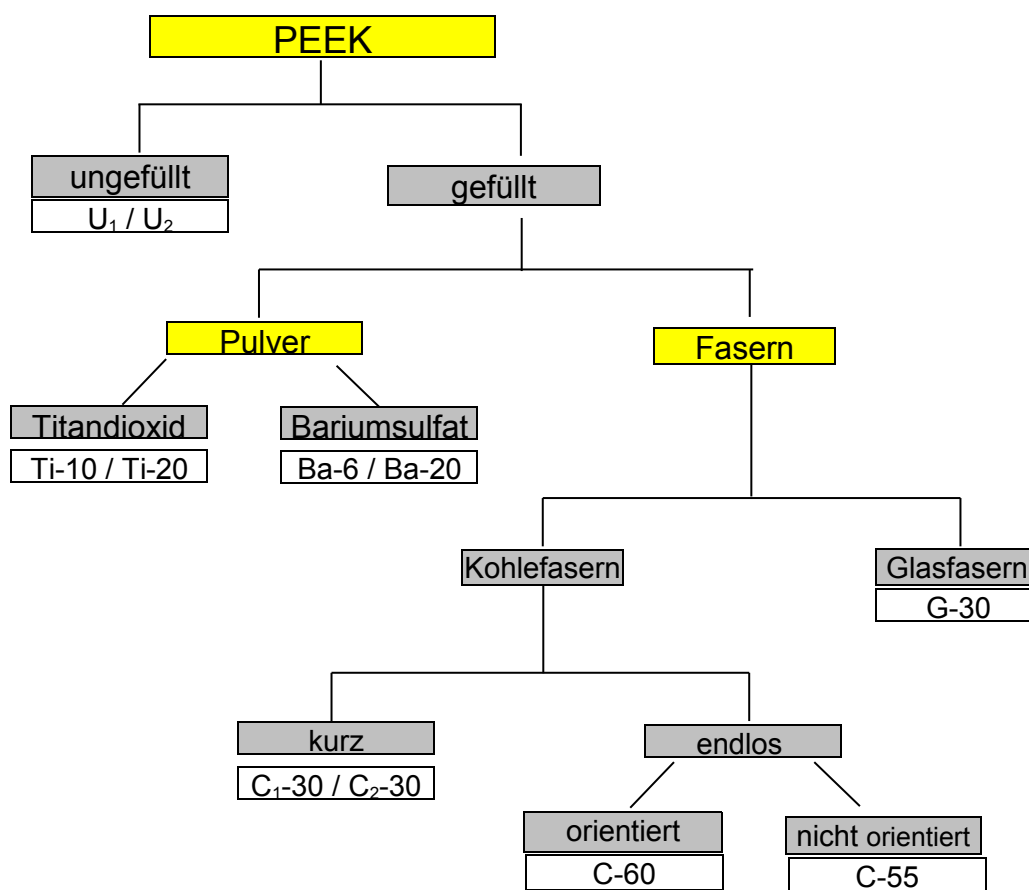 PEEK
ungefüllt
gefüllt
U₁ / U₂
Pulver
Fasern
Titandioxid
Bariumsulfat
Ti-10 / Ti-20
Ba-6 / Ba-20
Kohlefasern
Glasfasern
G-30
kurz
endlos
C₁-30 / C₂-30
orientiert
nicht orientiert
C-60
C-55